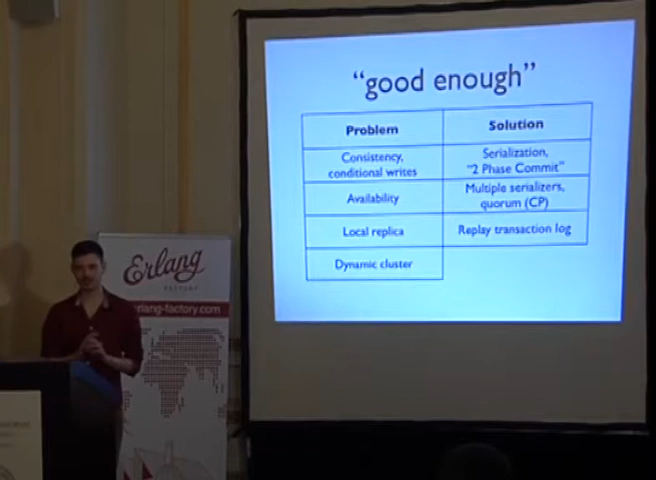 "good enough"
Problem
Solution
Consistency,
conditional writes
Serialization,
"2 Phase Commit"
Availability
Multiple serializers,
quorum (CP)
Local replica
Replay transaction log
Dynamic cluster
Erlang
FACTORY
rlang-factory.com